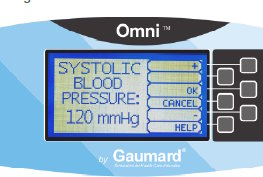 Omni™
SYSTOLIC
BLOOD
PRESSURE:
120 mmHg
+
OK
CANCEL
-
HELP
by Gaumard®